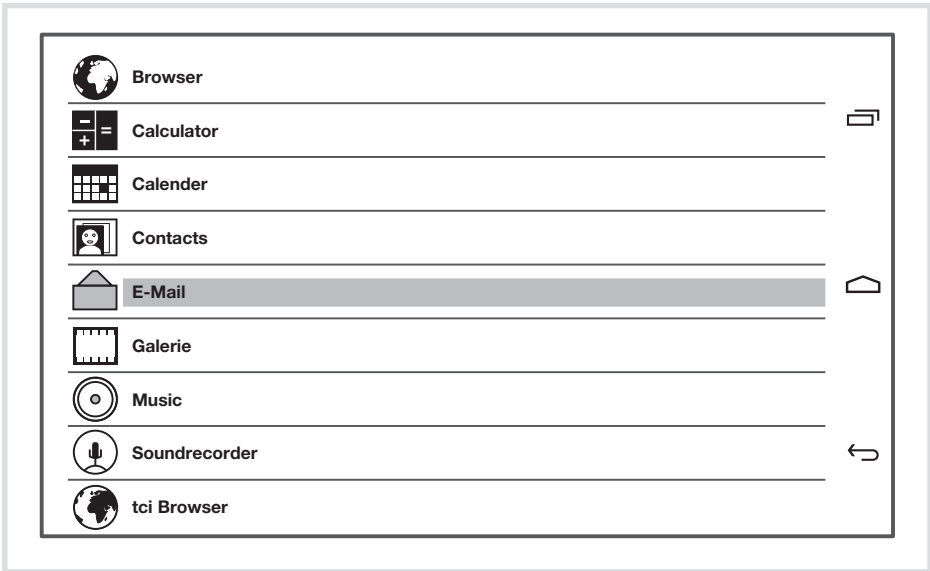 Browser
Calculator
Calender
Contacts
E-Mail
Galerie
Music
Soundrecorder
tci Browser